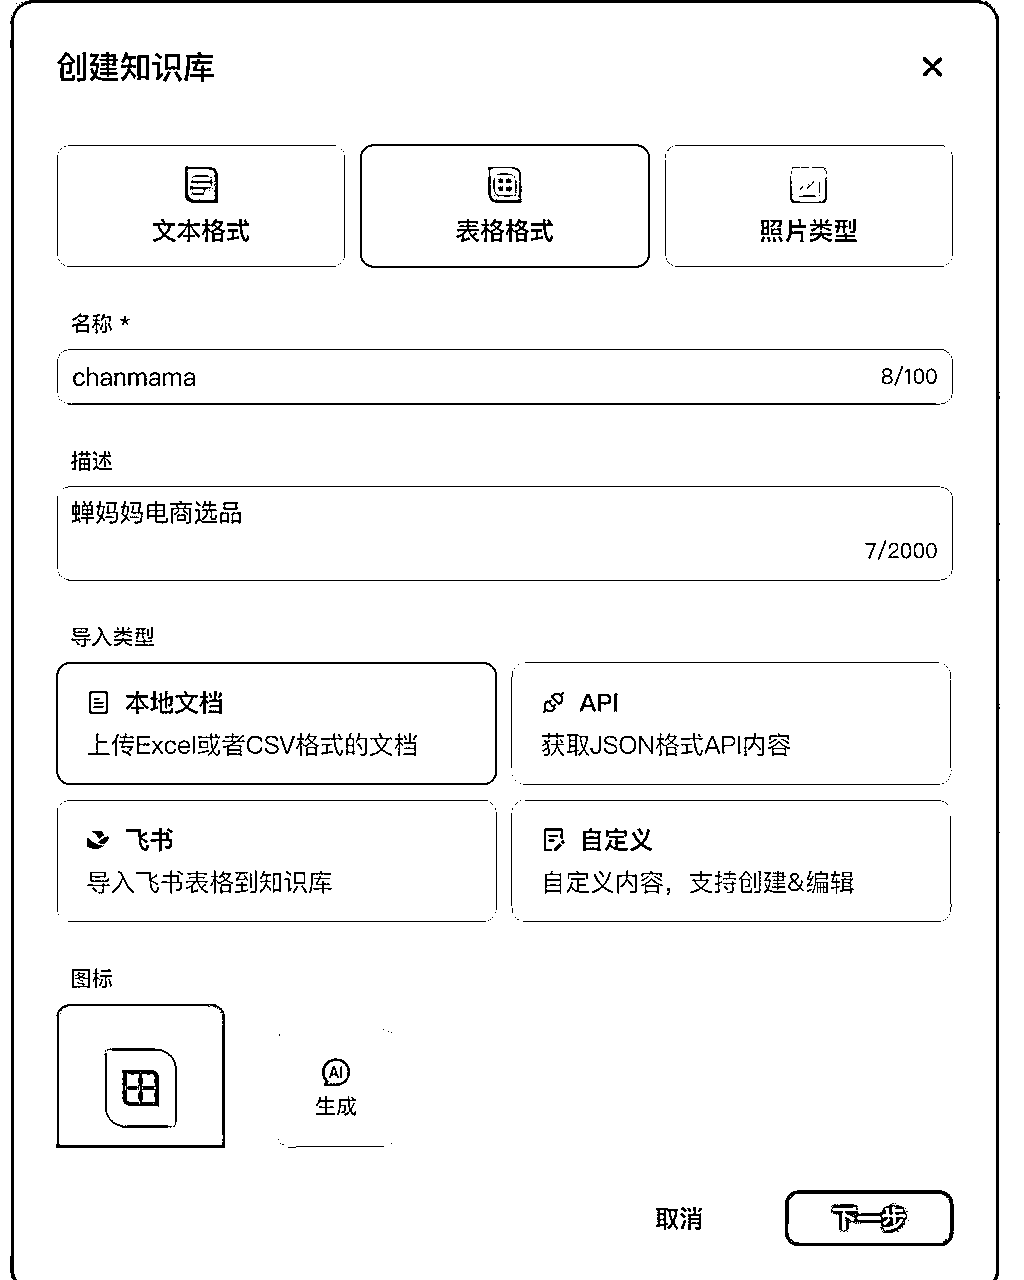 创建知识库
文本格式
表格格式
照片类型
名称 *
chanmama
8/100
描述
蝉妈妈电商选品
7/2000
导入类型
本地文档
上传Excel或者CSV格式的文档
API
获取JSON格式API内容
飞书
导入飞书表格到知识库
自定义
自定义内容，支持创建&编辑
图标
AI
生成
取消
下一步